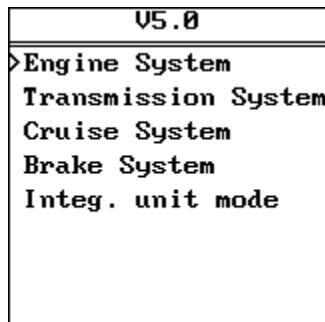 V5.0
>Engine System
Transmission System
Cruise System
Brake System
Integ. unit mode